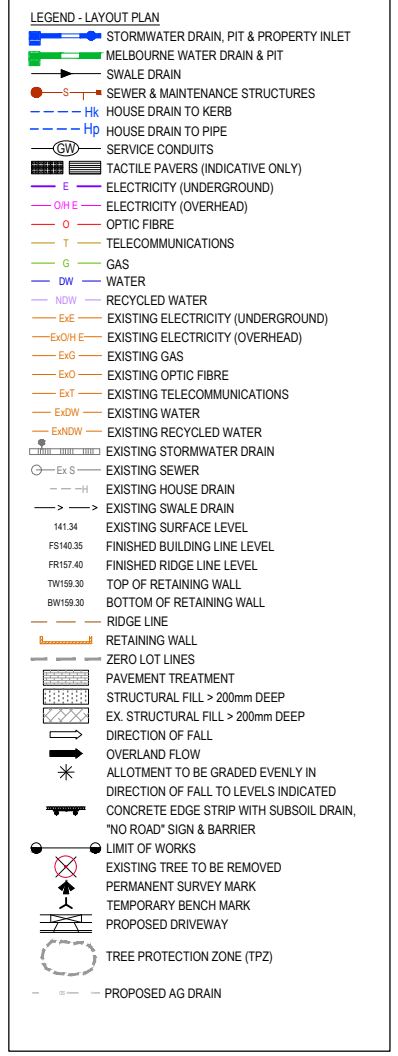 LEGEND - LAYOUT PLAN
STORMWATER DRAIN, PIT & PROPERTY INLET
MELBOURNE WATER DRAIN & PIT
SWALE DRAIN
S SEWER & MAINTENANCE STRUCTURES
Hk HOUSE DRAIN TO KERB
Hp HOUSE DRAIN TO PIPE
GW SERVICE CONDUITS
TACTILE PAVERS (INDICATIVE ONLY)
E ELECTRICITY (UNDERGROUND)
O/H E ELECTRICITY (OVERHEAD)
O OPTIC FIBRE
T TELECOMMUNICATIONS
G GAS
DW WATER
NDW RECYCLED WATER
ExE EXISTING ELECTRICITY (UNDERGROUND)
ExO/H E EXISTING ELECTRICITY (OVERHEAD)
ExG EXISTING GAS
ExO EXISTING OPTIC FIBRE
ExT EXISTING TELECOMMUNICATIONS
ExDW EXISTING WATER
ExNDW EXISTING RECYCLED WATER
EXISTING STORMWATER DRAIN
Ex S EXISTING SEWER
H EXISTING HOUSE DRAIN
> > EXISTING SWALE DRAIN
141.34 EXISTING SURFACE LEVEL
FS140.35 FINISHED BUILDING LINE LEVEL
FR157.40 FINISHED RIDGE LINE LEVEL
TW159.30 TOP OF RETAINING WALL
BW159.30 BOTTOM OF RETAINING WALL
RIDGE LINE
RETAINING WALL
ZERO LOT LINES
PAVEMENT TREATMENT
STRUCTURAL FILL > 200mm DEEP
EX. STRUCTURAL FILL > 200mm DEEP
DIRECTION OF FALL
OVERLAND FLOW
ALLOTMENT TO BE GRADED EVENLY IN
DIRECTION OF FALL TO LEVELS INDICATED
CONCRETE EDGE STRIP WITH SUBSOIL DRAIN,
"NO ROAD" SIGN & BARRIER
LIMIT OF WORKS
EXISTING TREE TO BE REMOVED
PERMANENT SURVEY MARK
TEMPORARY BENCH MARK
PROPOSED DRIVEWAY
TREE PROTECTION ZONE (TPZ)
PROPOSED AG DRAIN